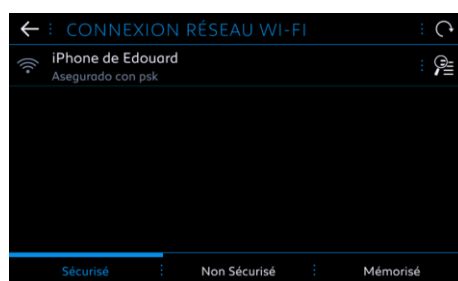 CONNEXION RÉSEAU WI-FI
iPhone de Edouard
Asegurado con psk
Sécurisé
Non Sécurisé
Mémorisé